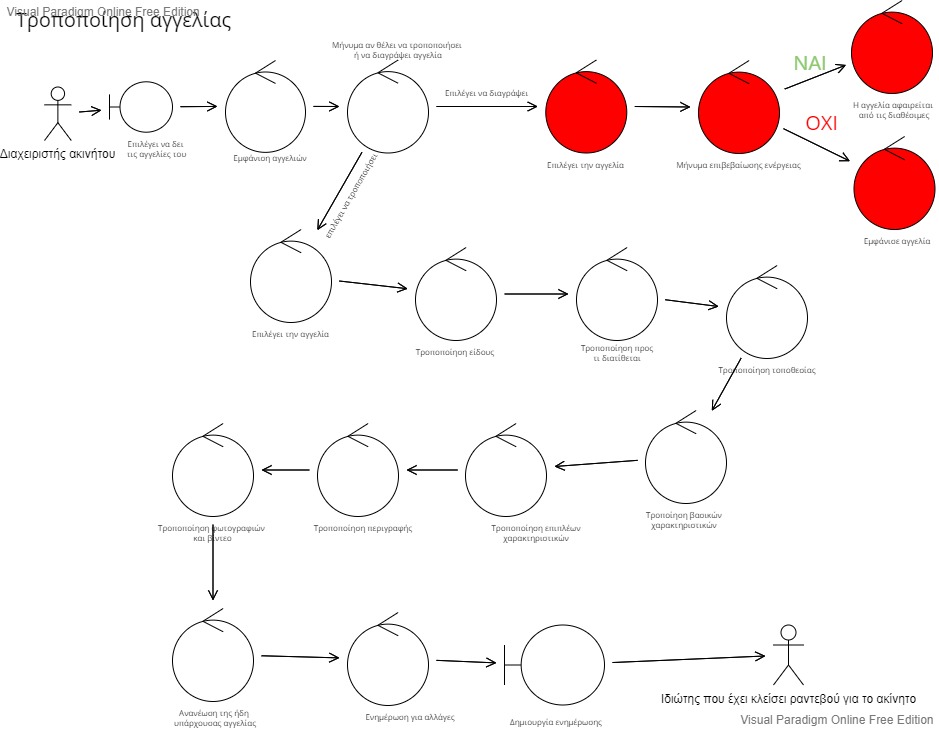 Visual Paradigm Online Free Edition
Τροποποίηση αγγελίας
Μήνυμα αν θέλει να τροποποιήσει
ή να διαγράψει αγγελία
ΝΑΙ
Επιλέγει να διαγράψει
Η αγγελία αφαιρείται
από τις διαθέσιμες
ΟΧΙ
Διαχειριστής ακινήτου
Επιλέγει να δει
τις αγγελίες του
Εμφάνιση αγγελιών
Επιλέγει την αγγελία
Μήνυμα επιβεβαίωσης ενέργειας
επιλέγει να τροποποιήσει
Εμφάνισε αγγελία
Επιλέγει την αγγελία
Τροποποίηση είδους
Τροποποίηση προς
τι διατίθεται
Τροποποίηση τοποθεσίας
Τροποίηση βασικών
χαρακτηριστικών
Τροποποίηση φωτογραφιών
και βίντεο
Τροποποίηση περιγραφής
Τροποποίηση επιπλέων
χαρακτηριστικών
Ανανέωση της ήδη
υπάρχουσας αγγελίας
Ενημέρωση για αλλάγές
Δημιουργία ενημέρωσης
Ιδιώτης που έχει κλείσει ραντεβού για το ακίνητο
Visual Paradigm Online Free Edition